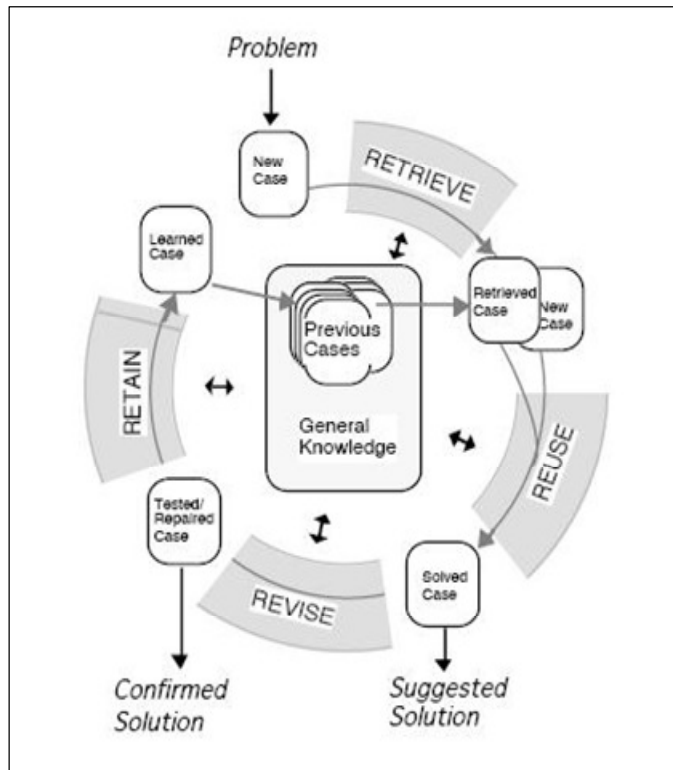 Problem
New
Case
RETRIEVE
Learned
Case
Retrieved
Case
New
Case
Previous
Cases
General
Knowledge
RETAIN
REUSE
Tested/
Repaired
Case
REVISE
Solved
Case
Confirmed
Solution
Suggested
Solution